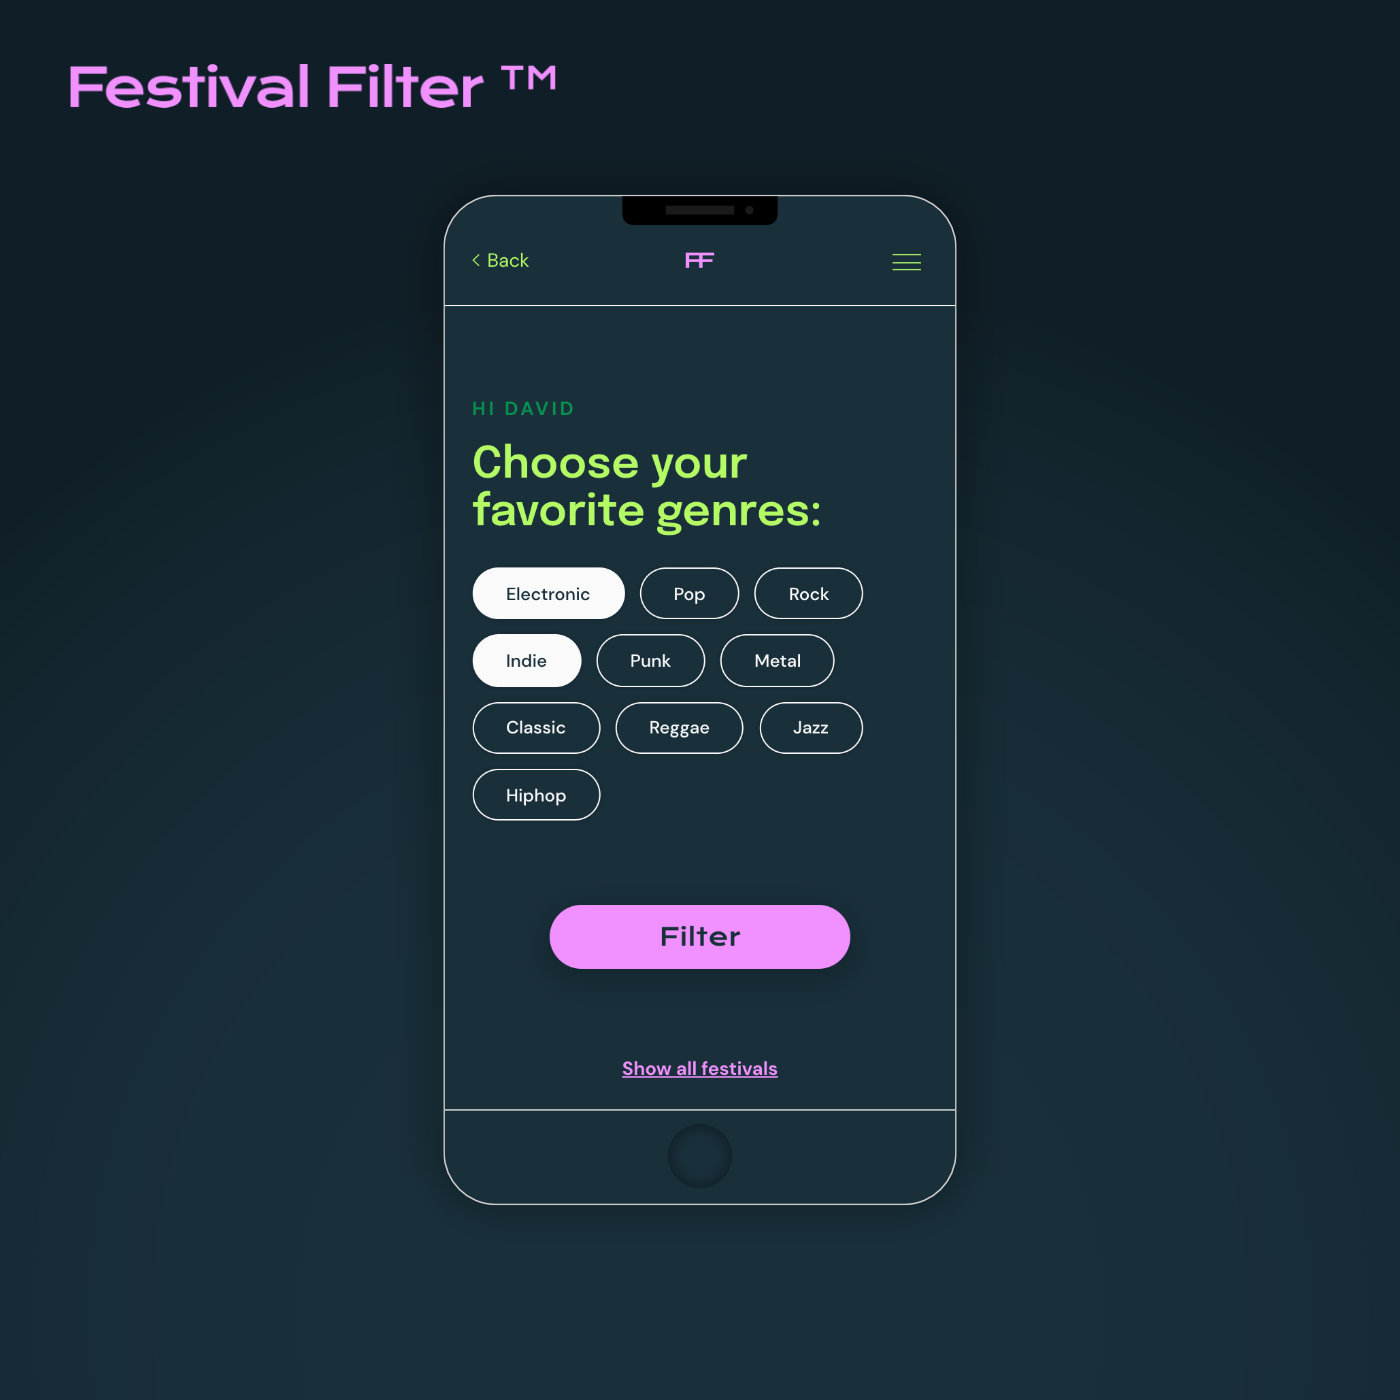 Festival Filter ™
Back
FF
HI DAVID
Choose your
favorite genres:
Electronic Pop Rock
Indie Punk Metal
Classic Reggae Jazz
Hiphop
Filter
Show all festivals